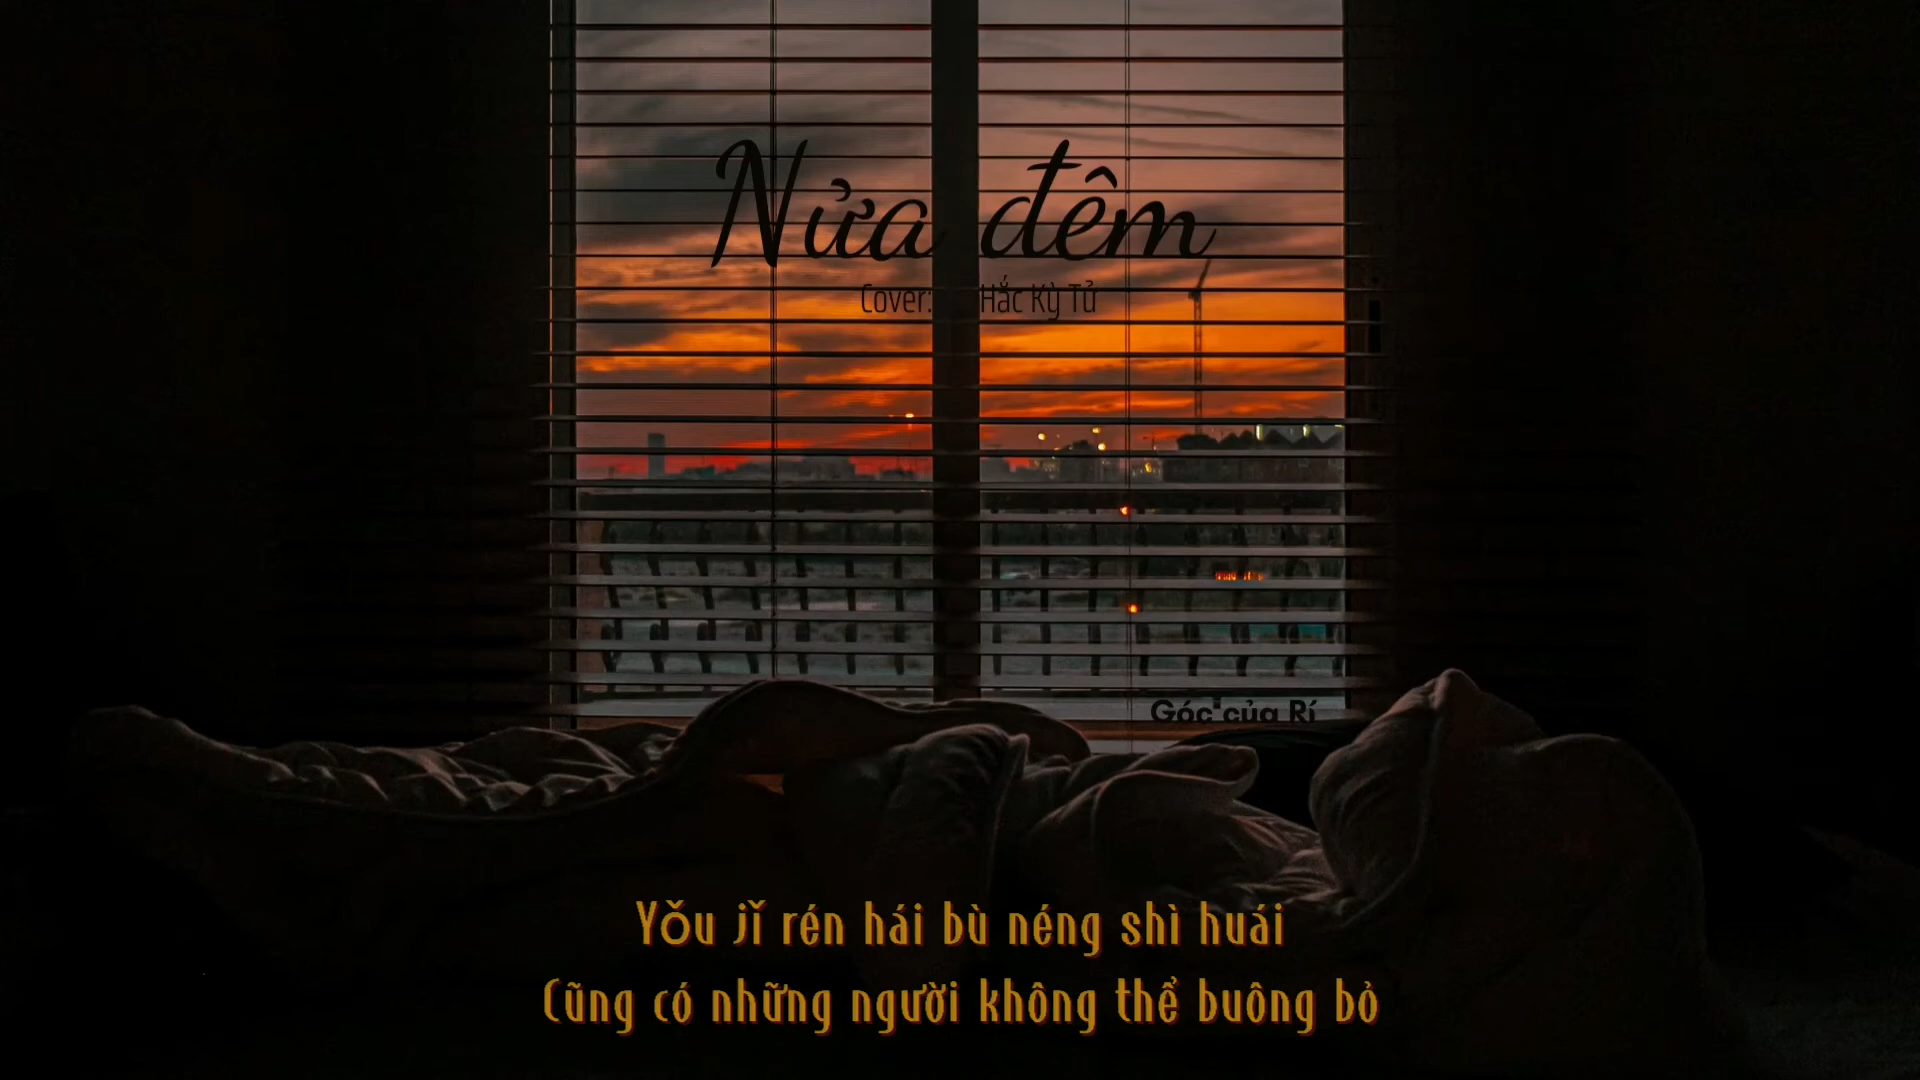 Nửa đêm
Cover: Hắc Kỳ Tử
Góc của Rí
Yǒu jǐ rén hái bù néng shì huái
Cũng có những người không thể buông bỏ